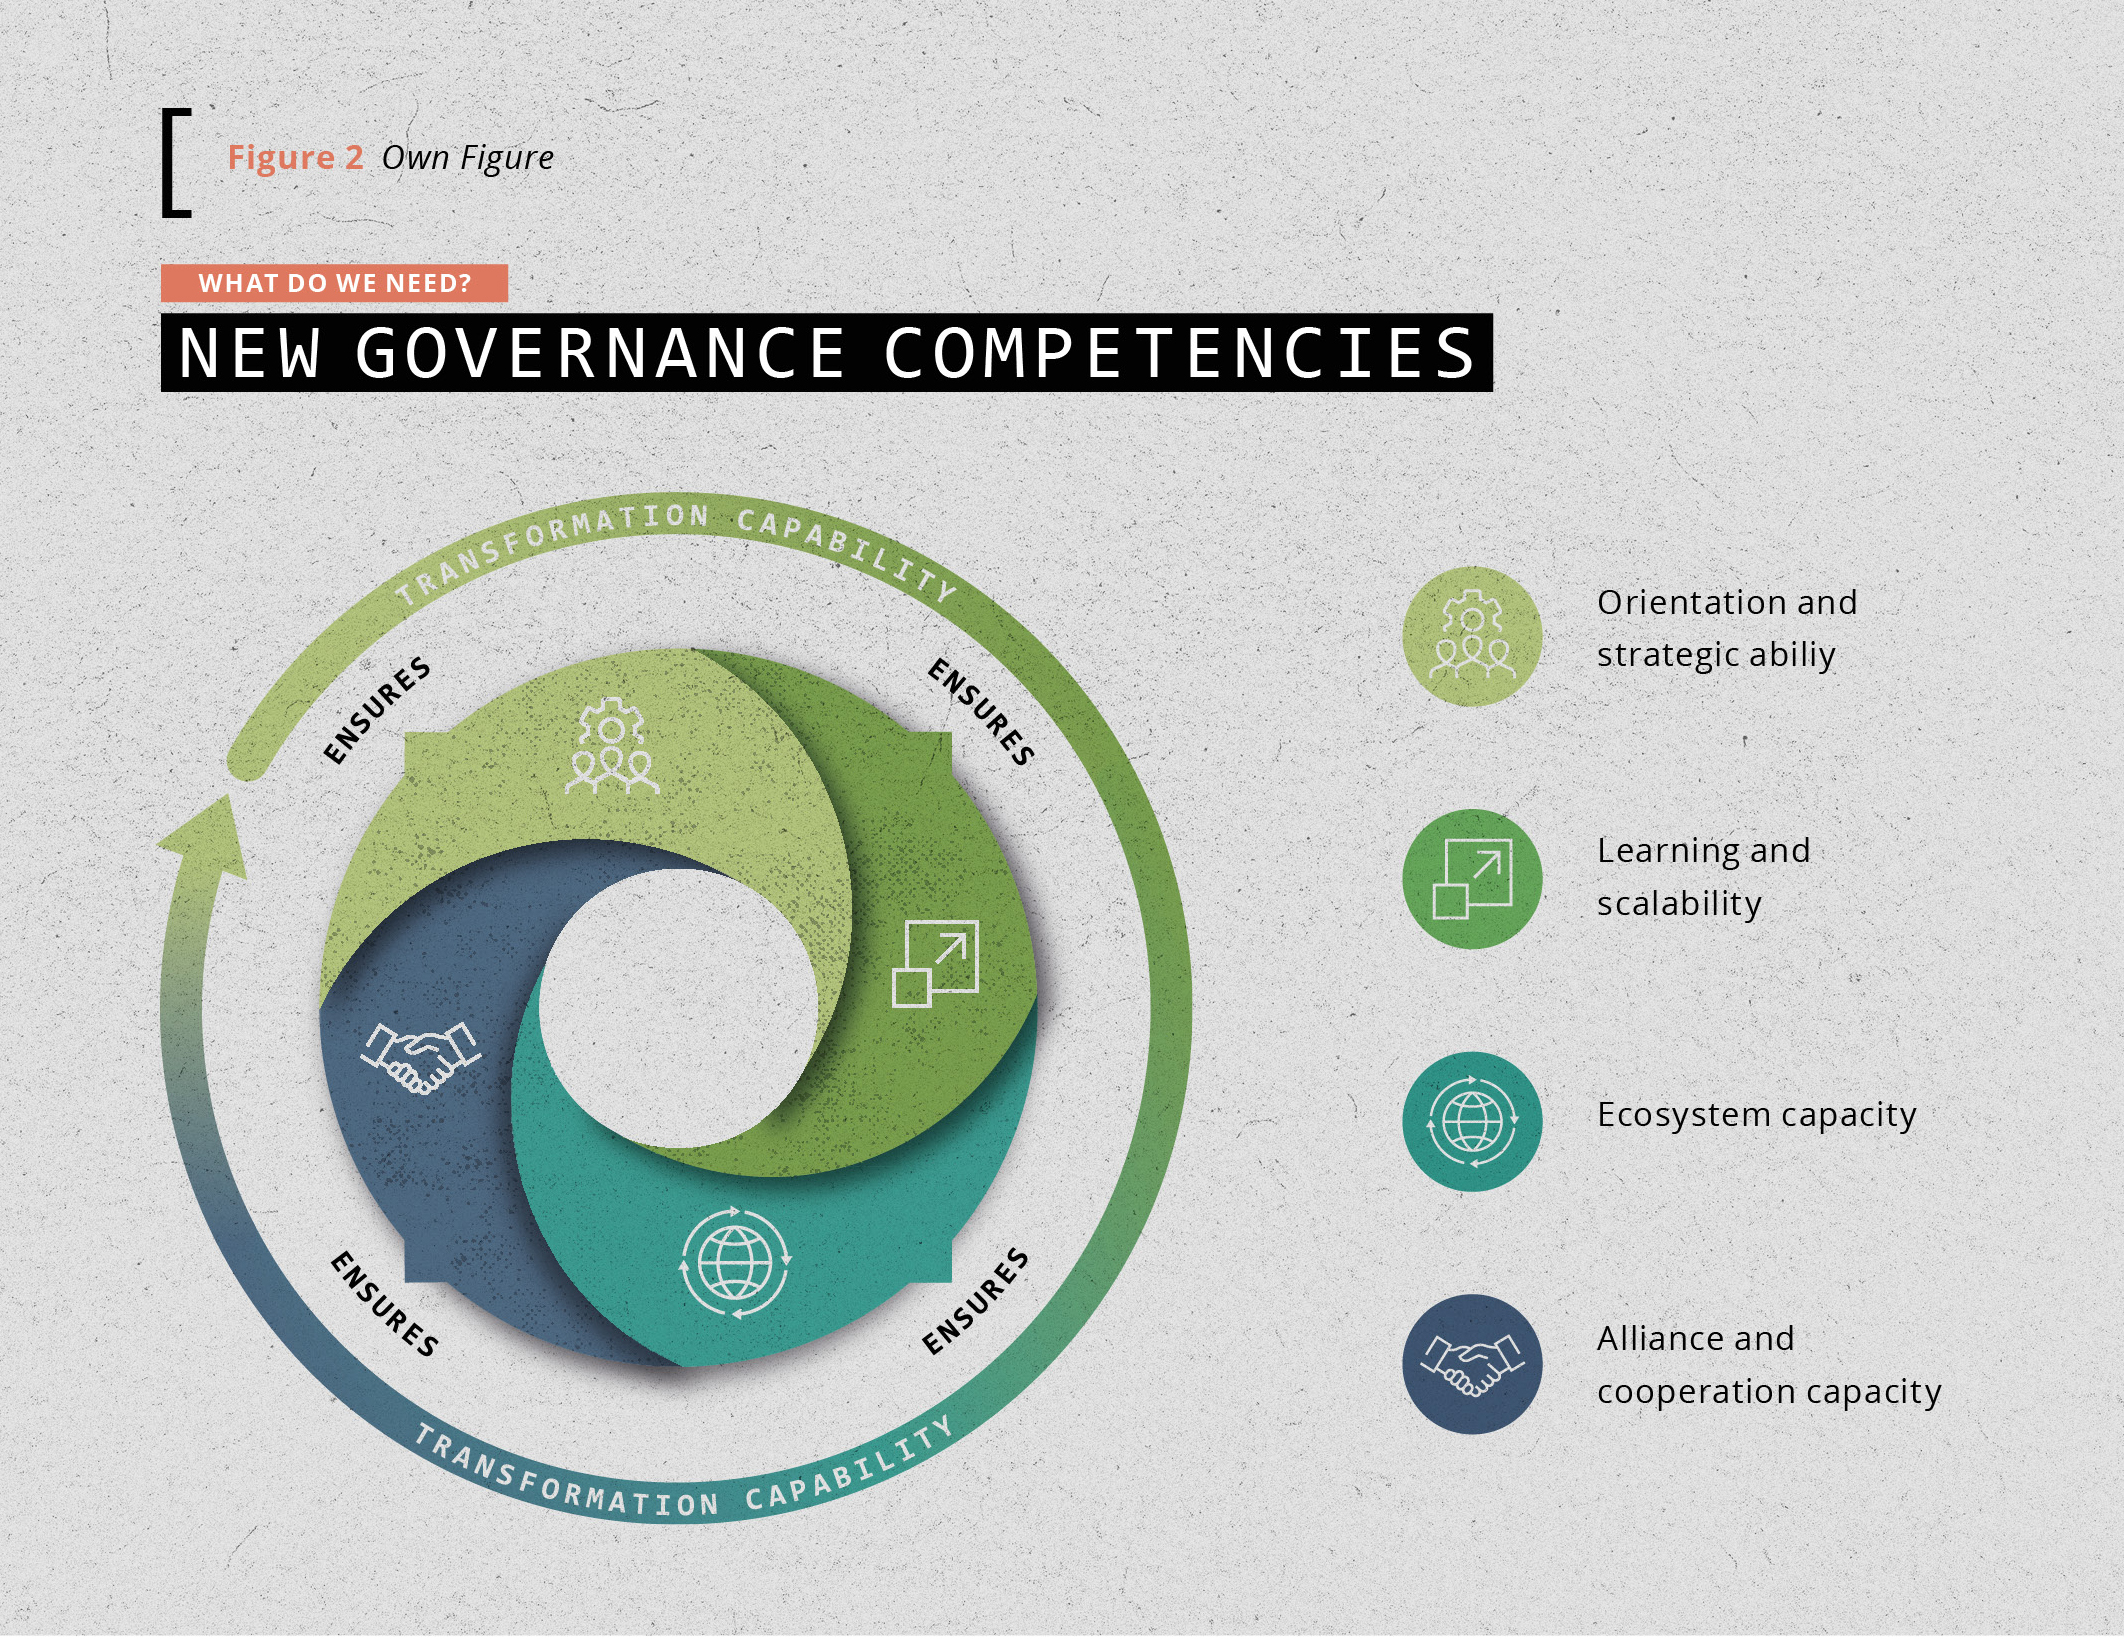 Figure 2 Own Figure
WHAT DO WE NEED?
NEW GOVERNANCE COMPETENCIES
TRANSFORMATION CAPABILITY
ENSURES
ENSURES
ENSURES
ENSURES
TRANSFORMATION CAPABILITY
Orientation and
strategic abiliy
Learning and
scalability
Ecosystem capacity
Alliance and
cooperation capacity